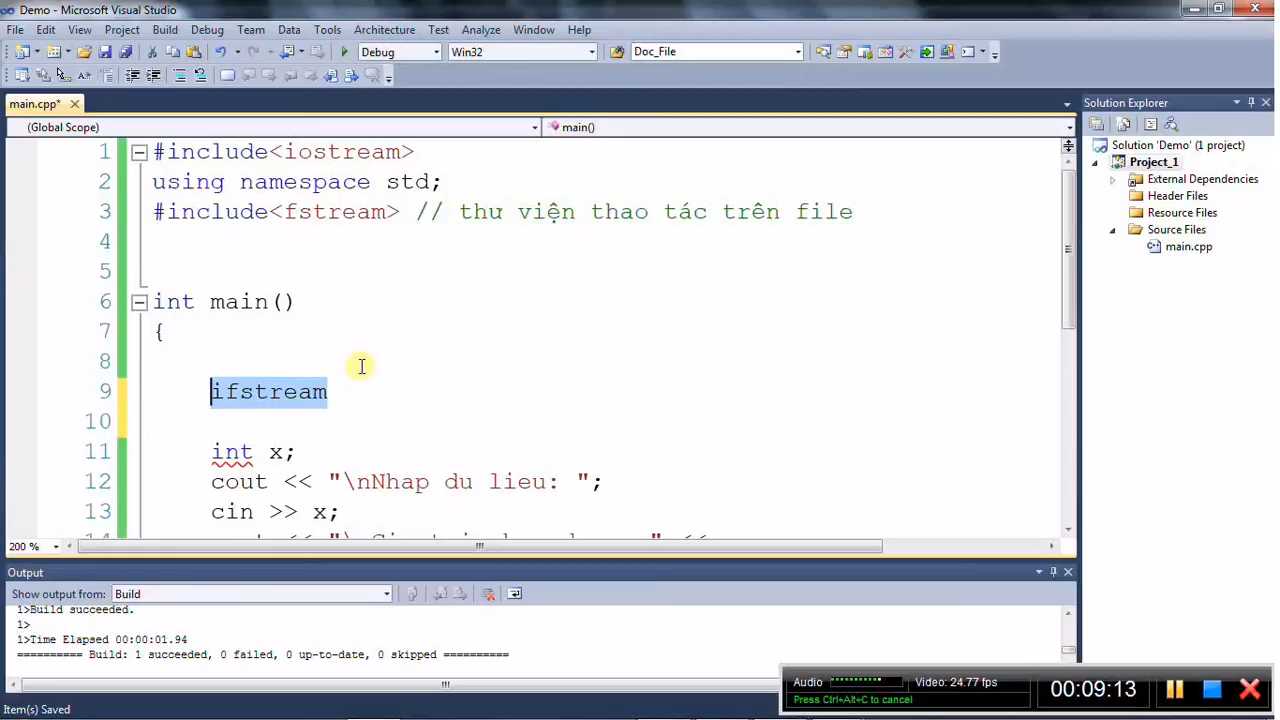 Demo - Microsoft Visual Studio
File Edit View Project Build Debug Team Data Tools Architecture Test Analyze Window Help
Debug Win32 Doc_File
main.cpp*
Solution Explorer
(Global Scope) main()
1 #include<iostream>
2 using namespace std;
3 #include<fstream> // thư viện thao tác trên file
4
5
6 int main()
7 {
8
9 ifstream
10
11 int x;
12 cout << "\nNhap du lieu: ";
13 cin >> x;
Solution 'Demo' (1 project)
Project_1
External Dependencies
Header Files
Resource Files
Source Files
main.cpp
200 %
Output
Show output from: Build
1>Build succeeded.
1>
1>Time Elapsed 00:00:01.94
========== Build: 1 succeeded, 0 failed, 0 up-to-date, 0 skipped ==========
Audio Video: 24.77 fps
Press Ctrl+Alt+C to cancel
00:09:13
Item(s) Saved